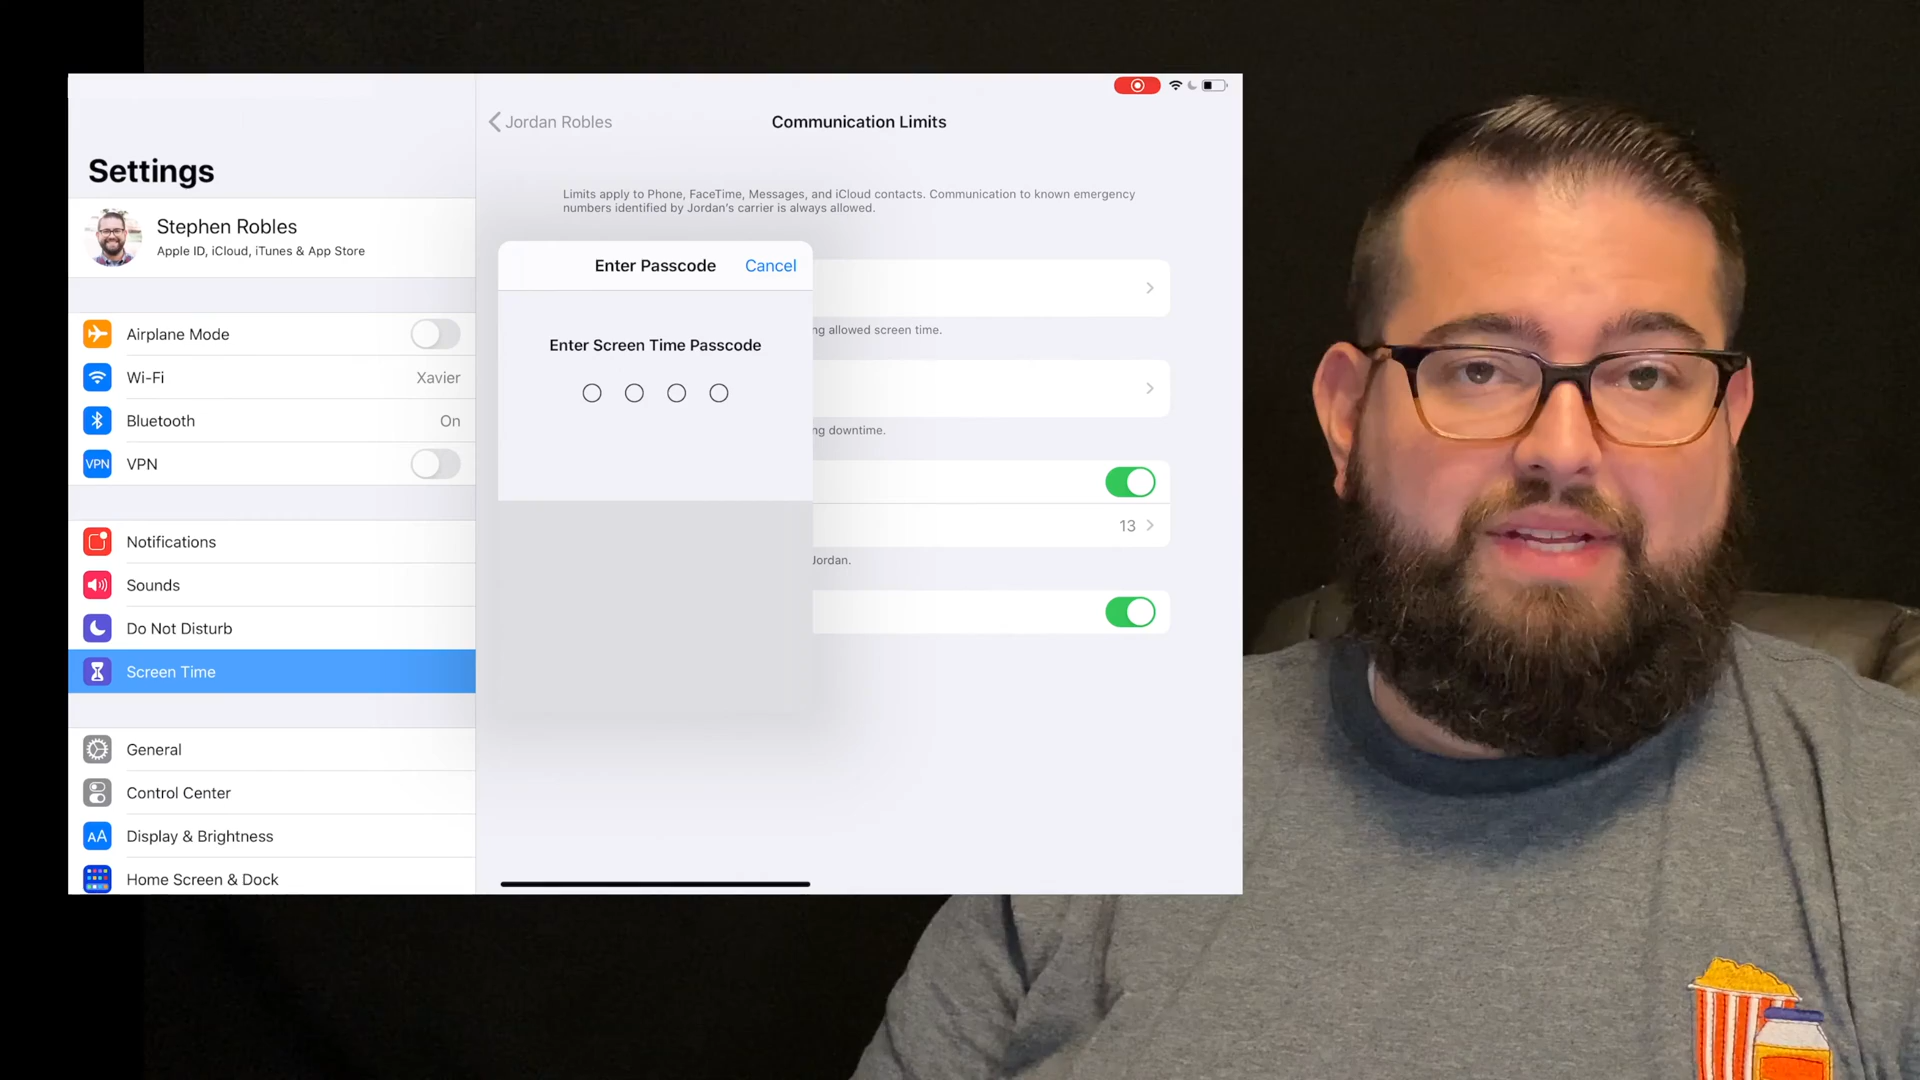 Settings
Stephen Robles
Apple ID, iCloud, iTunes & App Store
Airplane Mode
Wi-Fi Xavier
Bluetooth On
VPN VPN
Notifications
Sounds
Do Not Disturb
Screen Time
General
Control Center
AA Display & Brightness
Home Screen & Dock
Jordan Robles
Communication Limits
Limits apply to Phone, FaceTime, Messages, and iCloud contacts. Communication to known emergency
numbers identified by Jordan's carrier is always allowed.
Enter Passcode Cancel
Enter Screen Time Passcode
ng allowed screen time.
ng downtime.
13
Jordan.